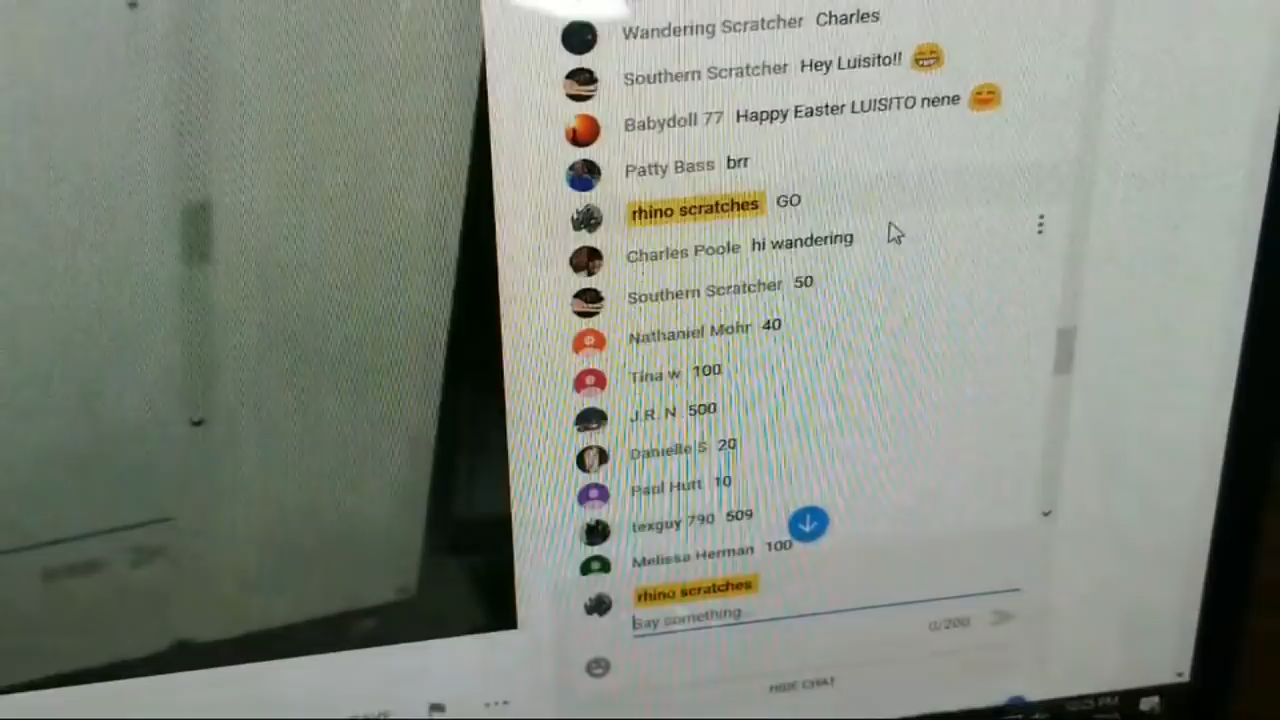 Wandering Scratcher Charles
Southern Scratcher Hey Luisito!!
Babydoll 77 Happy Easter LUISITO nene
Patty Bass brr
rhino scratches GO
Charles Poole hi wandering
Southern Scratcher 50
Nathaniel Mohr 40
Tina w 100
J.R. N 500
Danielle S 20
Paul Hutt 10
texguy 790 509
Melissa Herman 100
rhino scratches
Say something...
0/200
HIDE CHAT